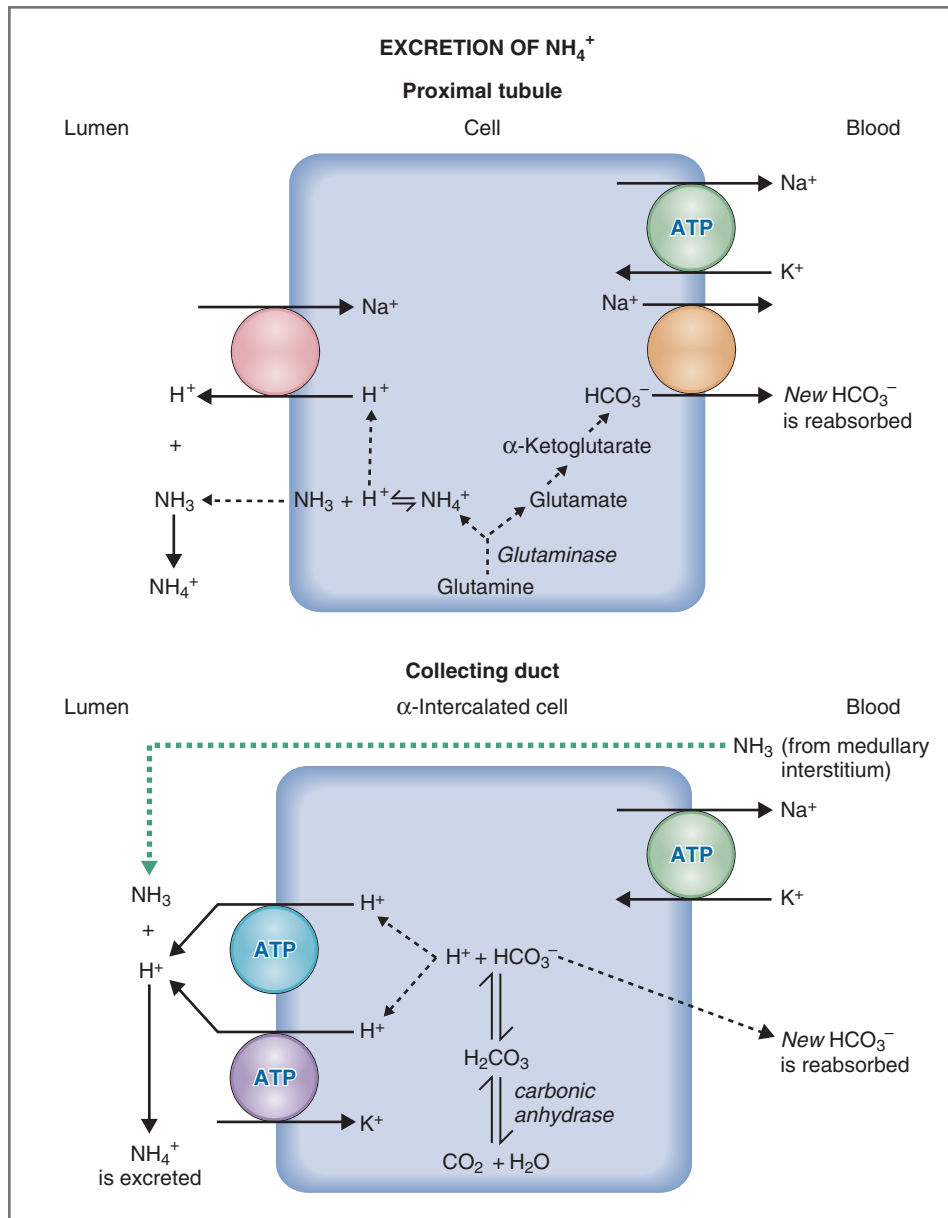 EXCRETION OF NH₄⁺
Proximal tubule
Lumen Cell Blood
Na⁺
ATP
K⁺
Na⁺ Na⁺
H⁺ H⁺ HCO₃⁻ New HCO₃⁻
is reabsorbed
+ α-Ketoglutarate
NH₃ NH₃ + H⁺ ⇌ NH₄⁺ Glutamate
Glutaminase
NH₄⁺ Glutamine
Collecting duct
Lumen α-Intercalated cell Blood
NH₃ (from medullary
interstitium)
Na⁺
ATP
NH₃ H⁺ K⁺
+ ATP
H⁺ H⁺ + HCO₃⁻
H⁺ New HCO₃⁻
is reabsorbed
H₂CO₃
ATP carbonic
anhydrase
K⁺
NH₄⁺ CO₂ + H₂O
is excreted